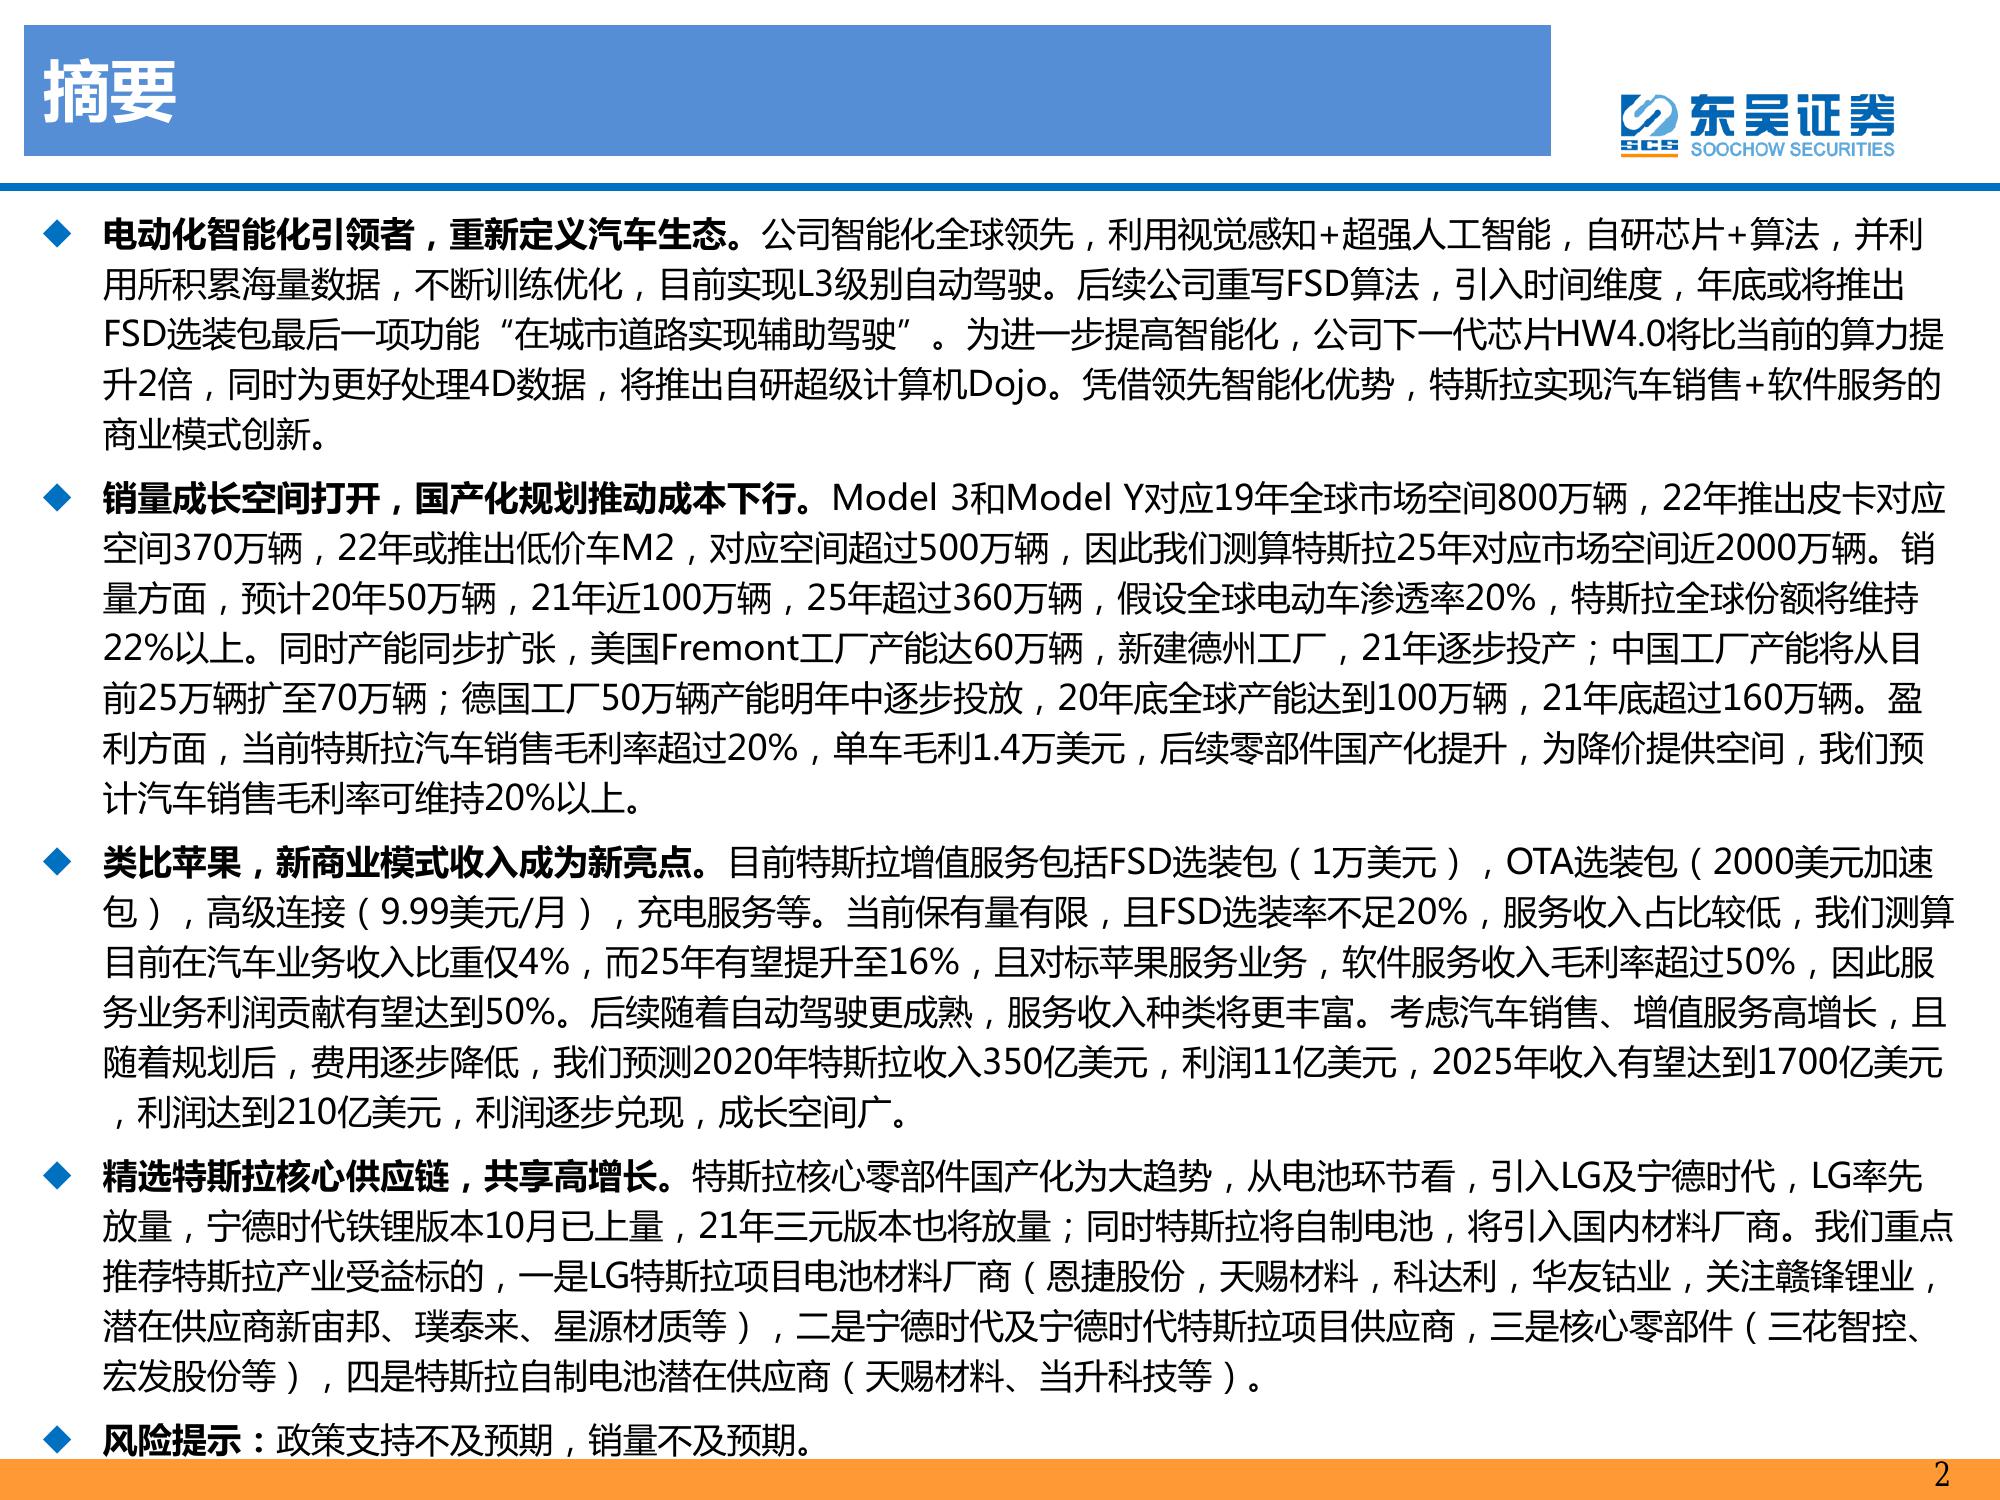 摘要
东吴证券
SCS
SOOCHOW SECURITIES
电动化智能化引领者，重新定义汽车生态。公司智能化全球领先，利用视觉感知+超强人工智能，自研芯片+算法，并利
用所积累海量数据，不断训练优化，目前实现L3级别自动驾驶。后续公司重写FSD算法，引入时间维度，年底或将推出
FSD选装包最后一项功能“在城市道路实现辅助驾驶”。为进一步提高智能化，公司下一代芯片HW4.0将比当前的算力提
升2倍，同时为更好处理4D数据，将推出自研超级计算机Dojo。凭借领先智能化优势，特斯拉实现汽车销售+软件服务的
商业模式创新。
销量成长空间打开，国产化规划推动成本下行。Model 3和Model Y对应19年全球市场空间800万辆，22年推出皮卡对应
空间370万辆，22年或推出低价车M2，对应空间超过500万辆，因此我们测算特斯拉25年对应市场空间近2000万辆。销
量方面，预计20年50万辆，21年近100万辆，25年超过360万辆，假设全球电动车渗透率20%，特斯拉全球份额将维持
22%以上。同时产能同步扩张，美国Fremont工厂产能达60万辆，新建德州工厂，21年逐步投产；中国工厂产能将从目
前25万辆扩至70万辆；德国工厂50万辆产能明年中逐步投放，20年底全球产能达到100万辆，21年底超过160万辆。盈
利方面，当前特斯拉汽车销售毛利率超过20%，单车毛利1.4万美元，后续零部件国产化提升，为降价提供空间，我们预
计汽车销售毛利率可维持20%以上。
类比苹果，新商业模式收入成为新亮点。目前特斯拉增值服务包括FSD选装包（1万美元），OTA选装包（2000美元加速
包），高级连接（9.99美元/月），充电服务等。当前保有量有限，且FSD选装率不足20%，服务收入占比较低，我们测算
目前在汽车业务收入比重仅4%，而25年有望提升至16%，且对标苹果服务业务，软件服务收入毛利率超过50%，因此服
务业务利润贡献有望达到50%。后续随着自动驾驶更成熟，服务收入种类将更丰富。考虑汽车销售、增值服务高增长，且
随着规划后，费用逐步降低，我们预测2020年特斯拉收入350亿美元，利润11亿美元，2025年收入有望达到1700亿美元
，利润达到210亿美元，利润逐步兑现，成长空间广。
精选特斯拉核心供应链，共享高增长。特斯拉核心零部件国产化为大趋势，从电池环节看，引入LG及宁德时代，LG率先
放量，宁德时代铁锂版本10月已上量，21年三元版本也将放量；同时特斯拉将自制电池，将引入国内材料厂商。我们重点
推荐特斯拉产业受益标的，一是LG特斯拉项目电池材料厂商（恩捷股份，天赐材料，科达利，华友钴业，关注赣锋锂业，
潜在供应商新宙邦、璞泰来、星源材质等），二是宁德时代及宁德时代特斯拉项目供应商，三是核心零部件（三花智控、
宏发股份等），四是特斯拉自制电池潜在供应商（天赐材料、当升科技等）。
风险提示：政策支持不及预期，销量不及预期。
2